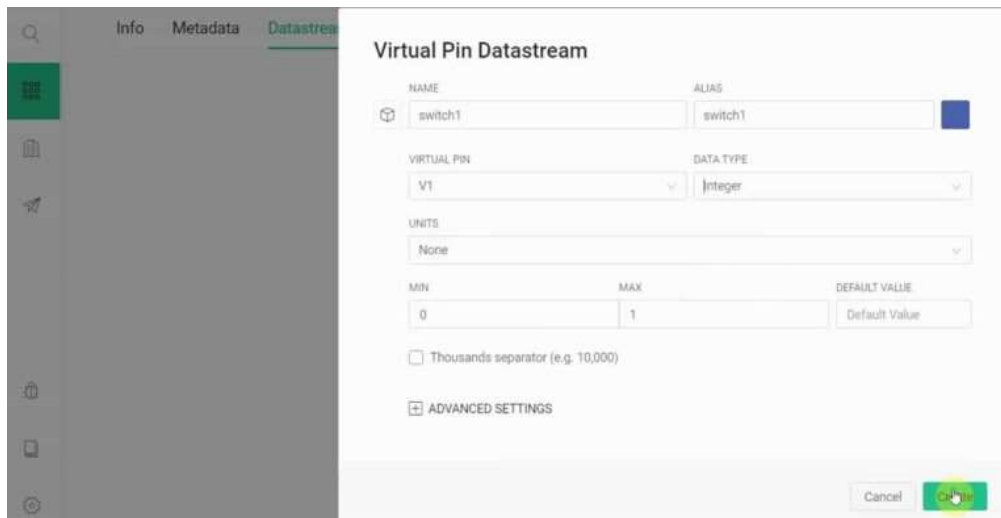 Info Metadata Datastrea
Virtual Pin Datastream
NAME ALIAS
switch1 switch1
VIRTUAL PIN DATA TYPE
V1 Integer
UNITS
None
MIN MAX DEFAULT VALUE
0 1 Default Value
Thousands separator (e.g. 10,000)
ADVANCED SETTINGS
Cancel